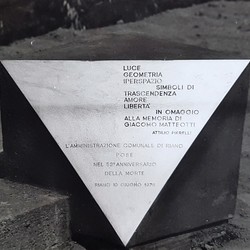 LUCE
GEOMETRIA
IPERSPAZIO
SIMBOLI DI
TRASCENDENZA
AMORE
LIBERTÀ
IN OMAGGIO
ALLA MEMORIA DI
GIACOMO MATTEOTTI
ATTILIO PIERELLI
L'AMMINISTRAZIONE COMUNALE DI RIANO
POSE
NEL 50º ANNIVERSARIO
DELLA MORTE
RIANO 10 GIUGNO 1974